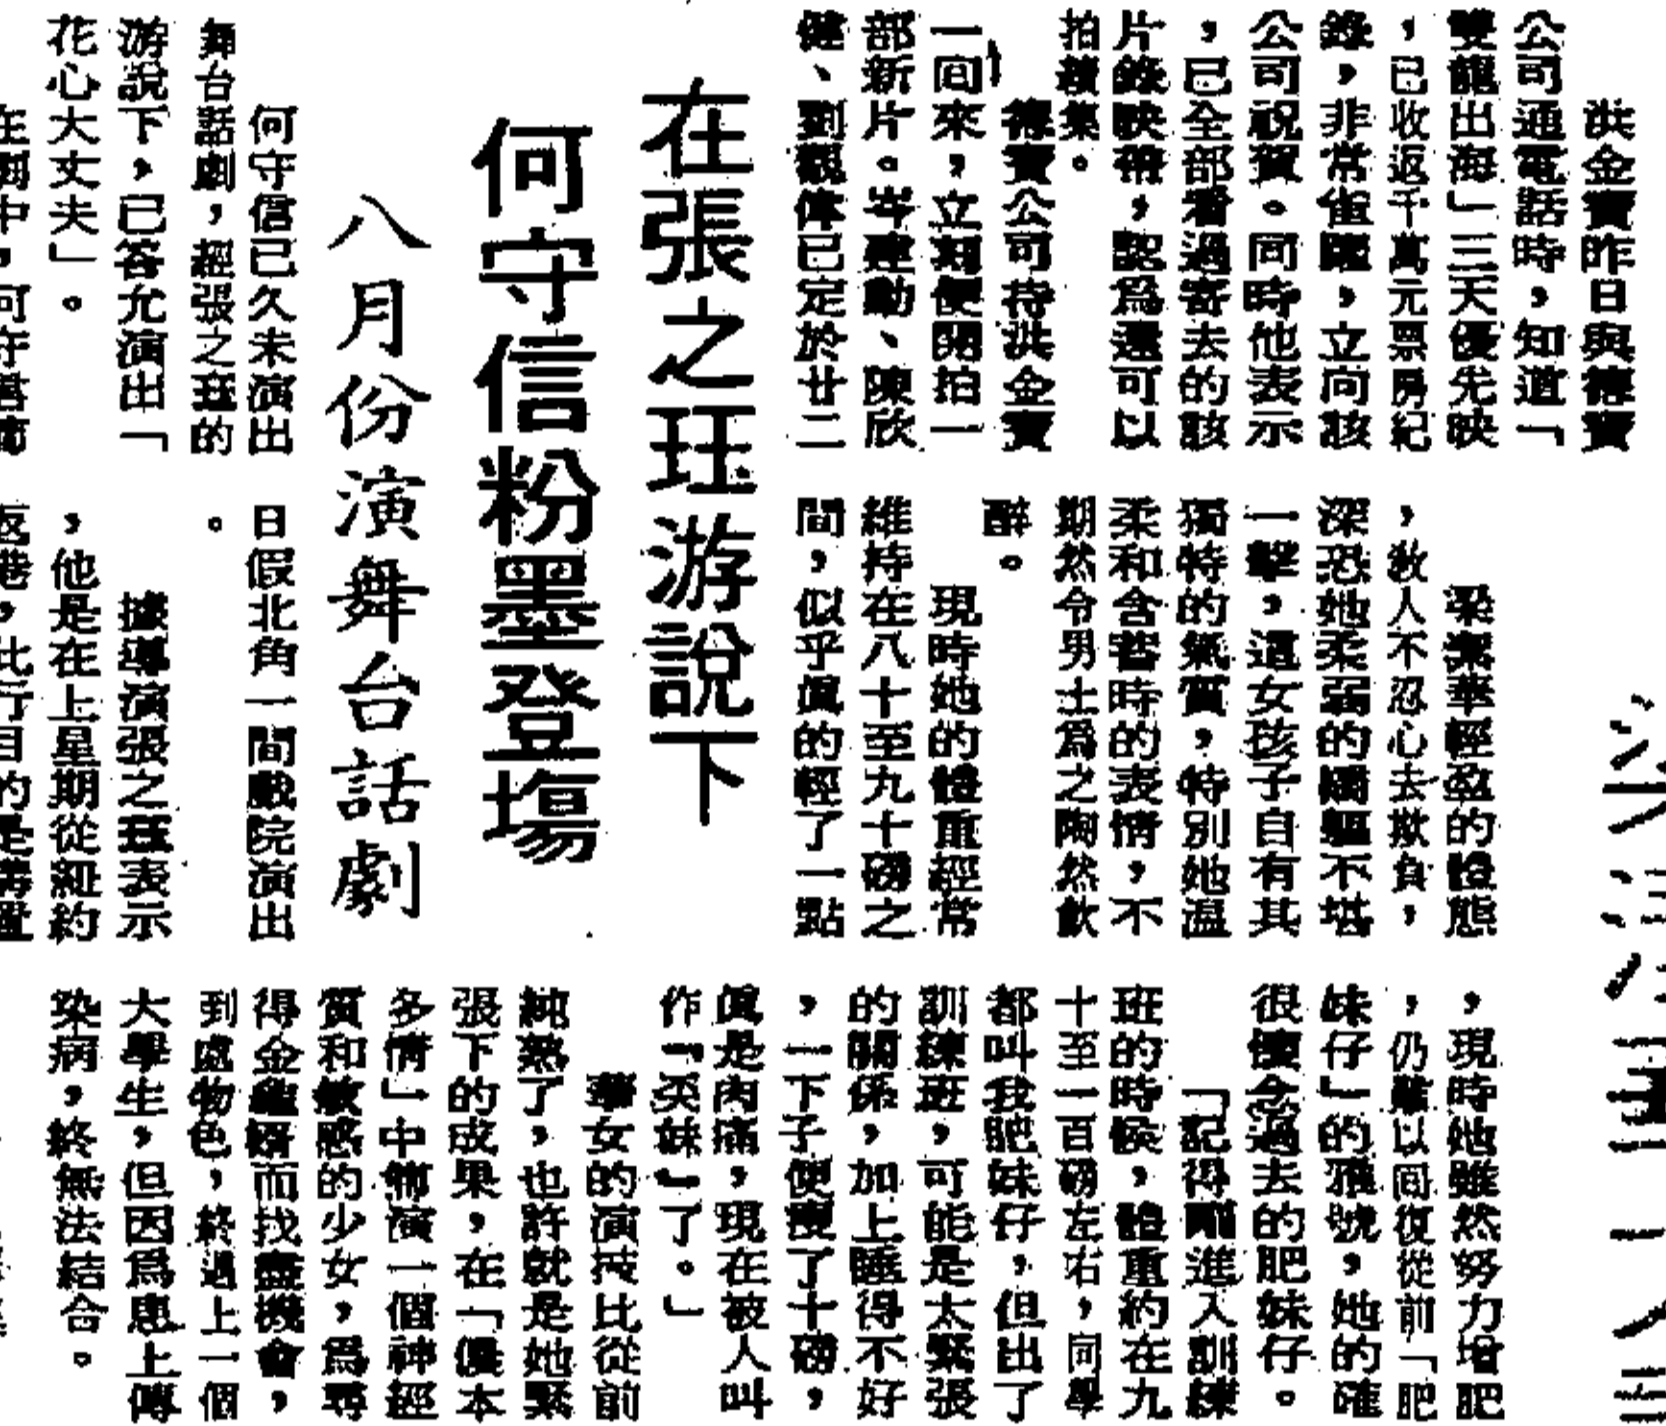 洪金寶昨日與德寶
公司通電話時，知道「
雙龍出海」三天優先映
，已收返千萬元票房紀
錄，非常雀躍，立向該
公司祝賀。同時他表示
，已全部看過寄去的該
片錄映帶，認爲還可以
拍續集。
德寶公司待洪金寶
一回來，立刻便開拍一
部新片。岑建勳、陳欣
健、劉觀偉已定於廿二
梁潔華輕盈的體態
，教人不忍心去欺負，
深恐她柔弱的嬌軀不堪
一擊，這女孩子自有其
獨特的氣質，特別她溫
柔和含蓄時的表情，不
期然令男士爲之陶然飲
醉。
現時她的體重經常
維持在八十至九十磅之
間，似乎眞的輕了一點
，現時她雖然努力增肥
，仍難以回復從前「肥
妹仔」的雅號，她的確
很懷念過去的肥妹仔。
「記得剛進入訓練
班的時候，體重約在九
十至一百磅左右，同學
都叫我肥妹仔，但出了
訓練班，可能是太緊張
的關係，加上睡得不好
，一下子便瘦了十磅，
眞是肉痛，現在被人叫
作「奀妹」了。」
華女的演技比從前
純熟了，也許就是她緊
張下的成果，在「儂本
多情」中飾演一個神經
質和敏感的少女，爲尋
得金龜婿而找盡機會，
到處物色，終遇上一個
大學生，但因爲患上傳
染病，終無法結合。
在張之珏游說下
何守信粉墨登塲
八月份演舞台話劇
何守信已久未演出
舞台話劇，經張之珏的
游說下，已答允演出「
花心大丈夫」。
在劇中，何守信飾
日假北角一間戲院演出
。
據導演張之珏表示
，他是在上星期從紐約
返港，此行目的是購置